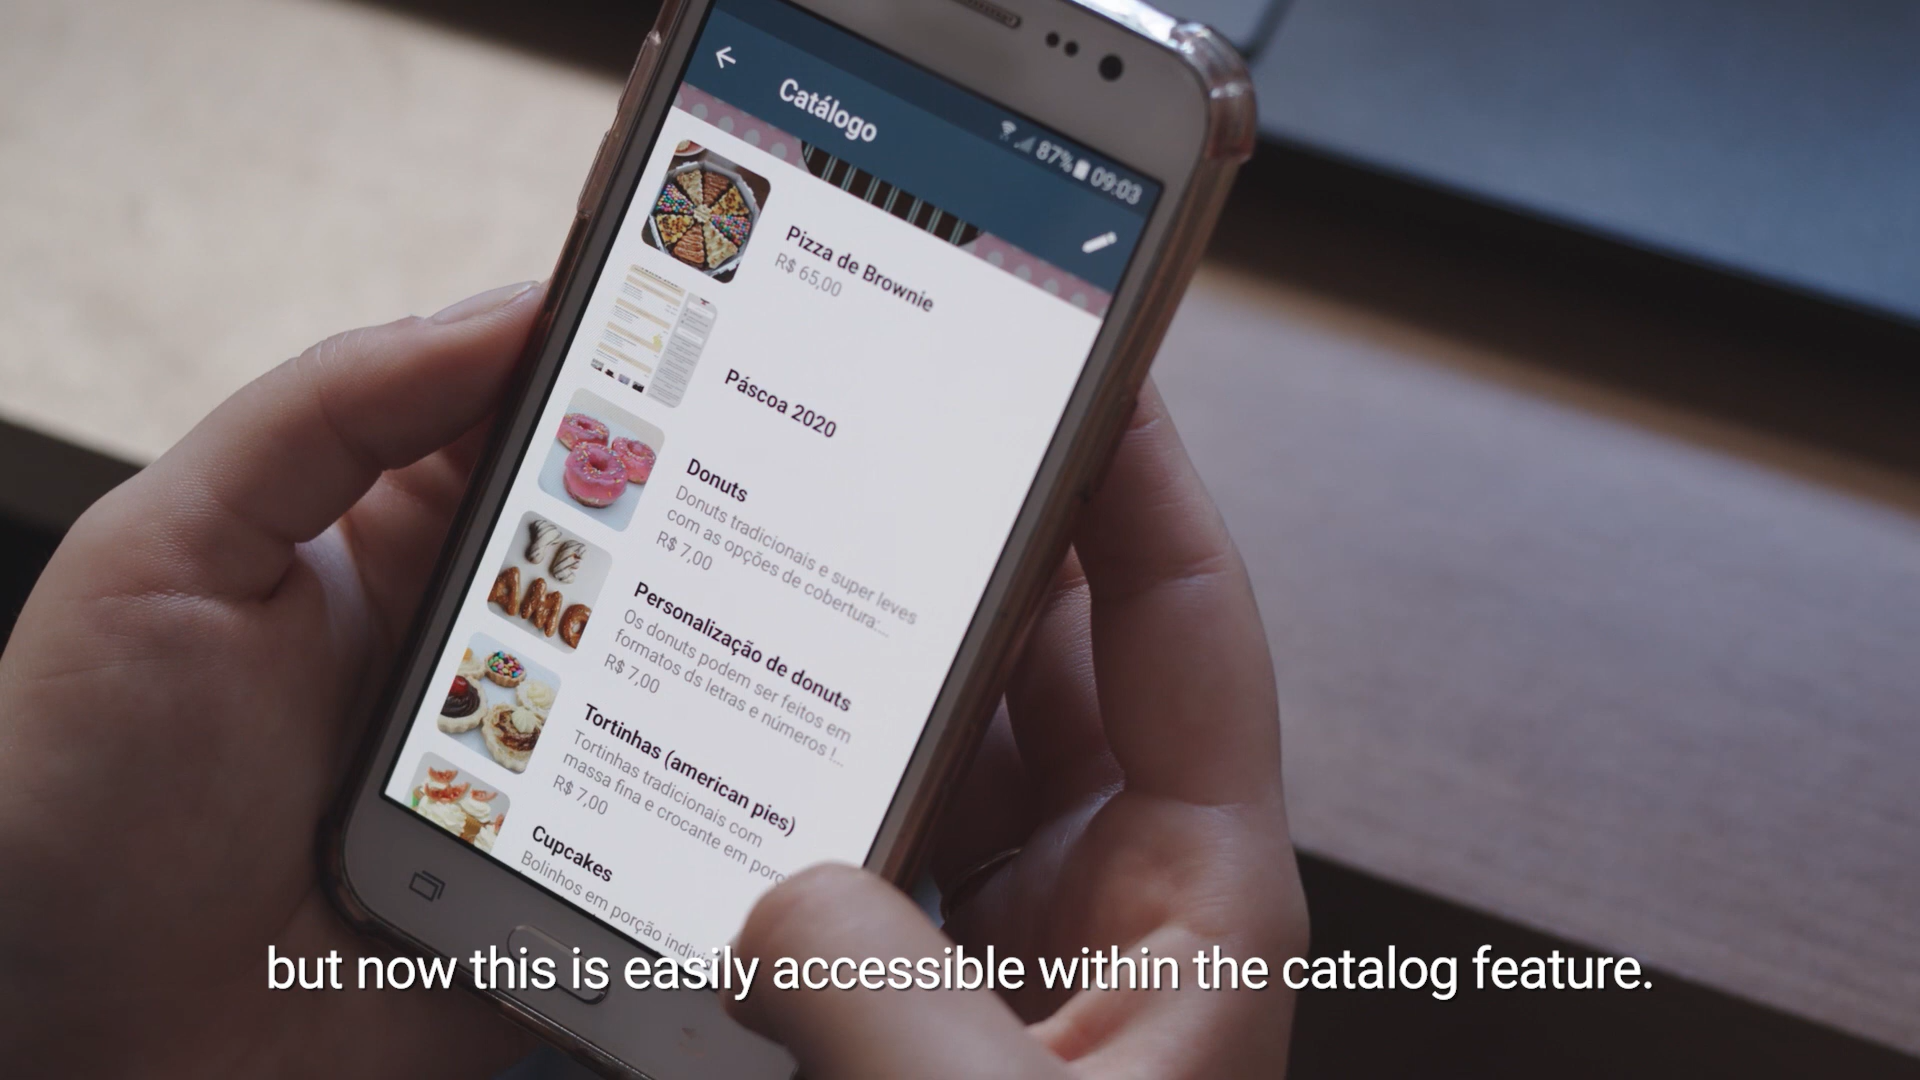 Catálogo
87% 09:03
Pizza de Brownie
R$ 65,00
Páscoa 2020
Donuts
Donuts tradicionais e super leves
com as opções de cobertura:...
R$ 7,00
Personalização de donuts
Os donuts podem ser feitos em
formatos ds letras e números !...
R$ 7,00
Tortinhas (american pies)
Tortinhas tradicionais com
massa fina e crocante em
R$ 7,00
Cupcakes
Bolinhos em porção
but now this is easily accessible within the catalog feature.